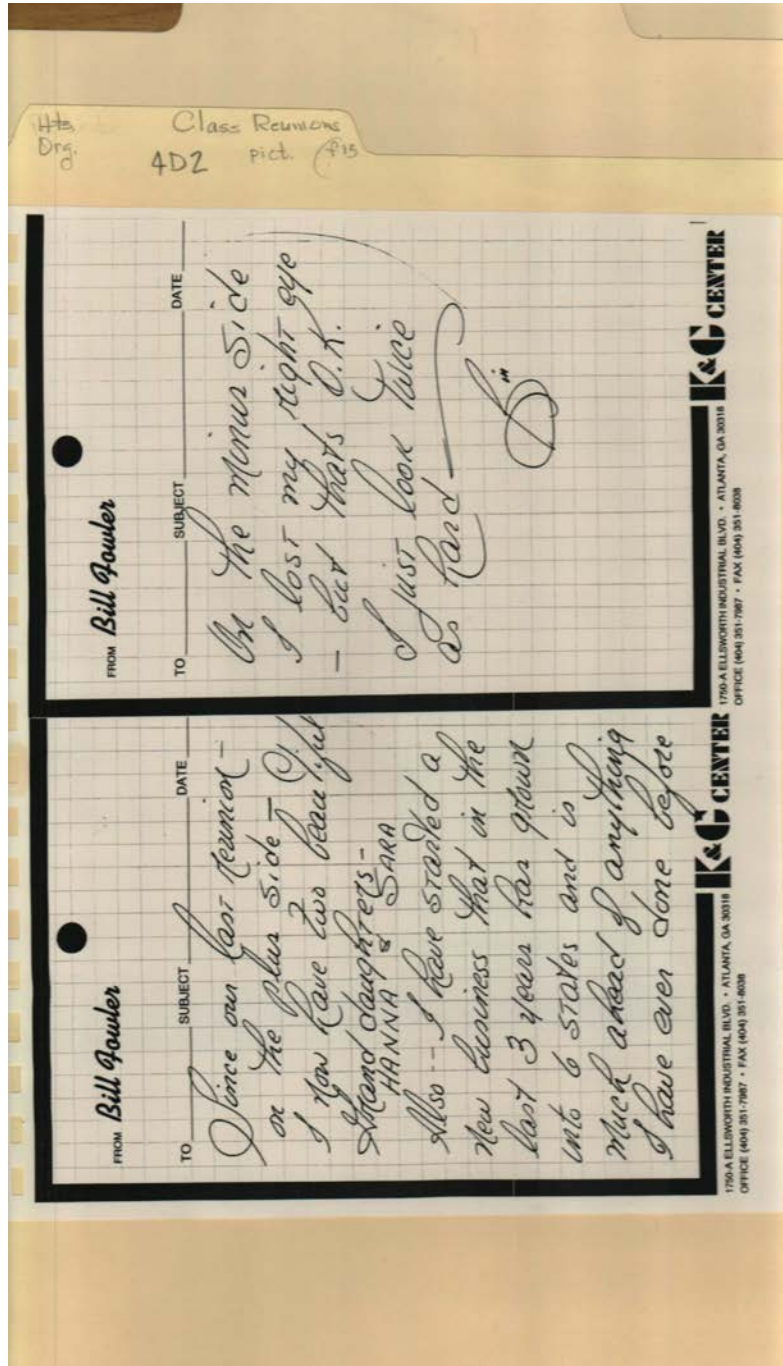 Hts. Class Reunions
Drg. 4D2 pict.
FROM Bill Fowler
TO SUBJECT DATE
Since our last Reunion –
on the plus side –
I now have two beautiful
Grand daughters –
HANNA & SARA
Also -- I have started a
New business that in the
last 3 years has grown
into 6 states and is
much ahead of anything
I have ever done before
K&G CENTER
1750-A ELLSWORTH INDUSTRIAL BLVD. • ATLANTA, GA 30318
OFFICE (404) 351-7987 • FAX (404) 351-8038
FROM Bill Fowler
TO SUBJECT DATE
On the minus side
I lost my right eye
– but thats O.K.
I just look twice
as hard –
Bill
K&G CENTER
1750-A ELLSWORTH INDUSTRIAL BLVD. • ATLANTA, GA 30318
OFFICE (404) 351-7987 • FAX (404) 351-8038